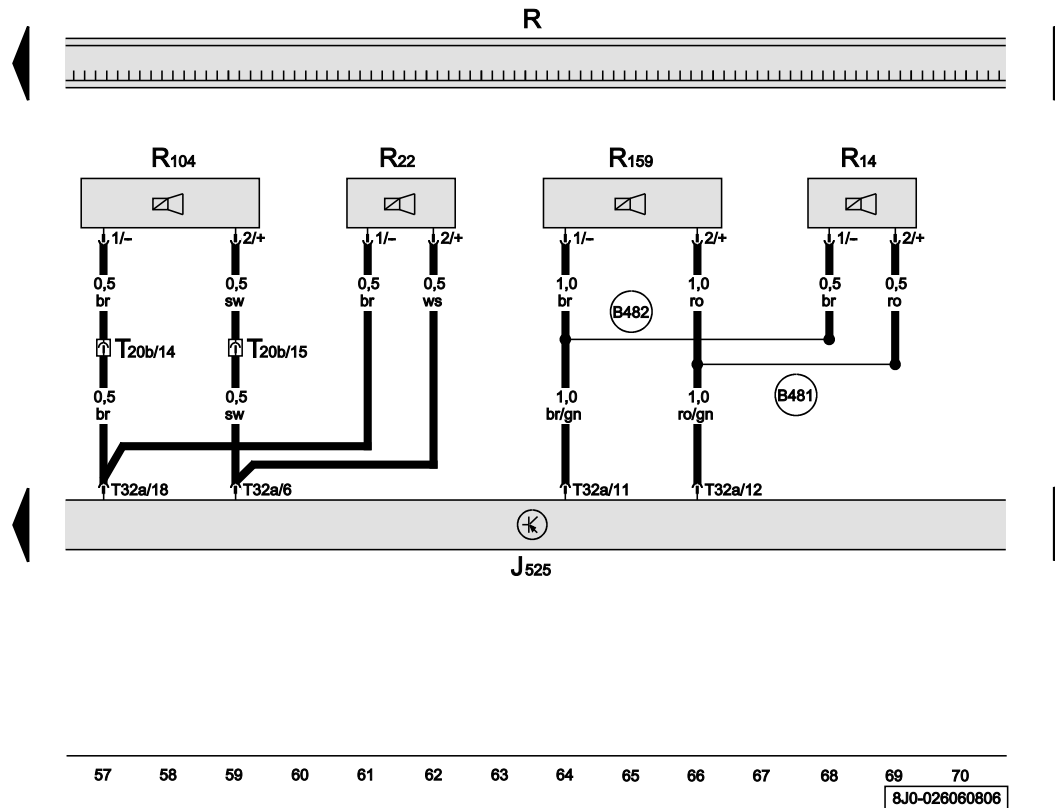 R
R104 R22 R159 R14
1/– 2/+ 1/– 2/+ 1/– 2/+ 1/– 2/+
0,5 0,5 0,5 0,5 1,0 1,0 0,5 0,5
br sw br ws br ro br ro
B482
T20b/14 T20b/15
B481
0,5 0,5 1,0 1,0
br sw br/gn ro/gn
T32a/18 T32a/6 T32a/11 T32a/12
J525
57 58 59 60 61 62 63 64 65 66 67 68 69 70
8J0-026060806